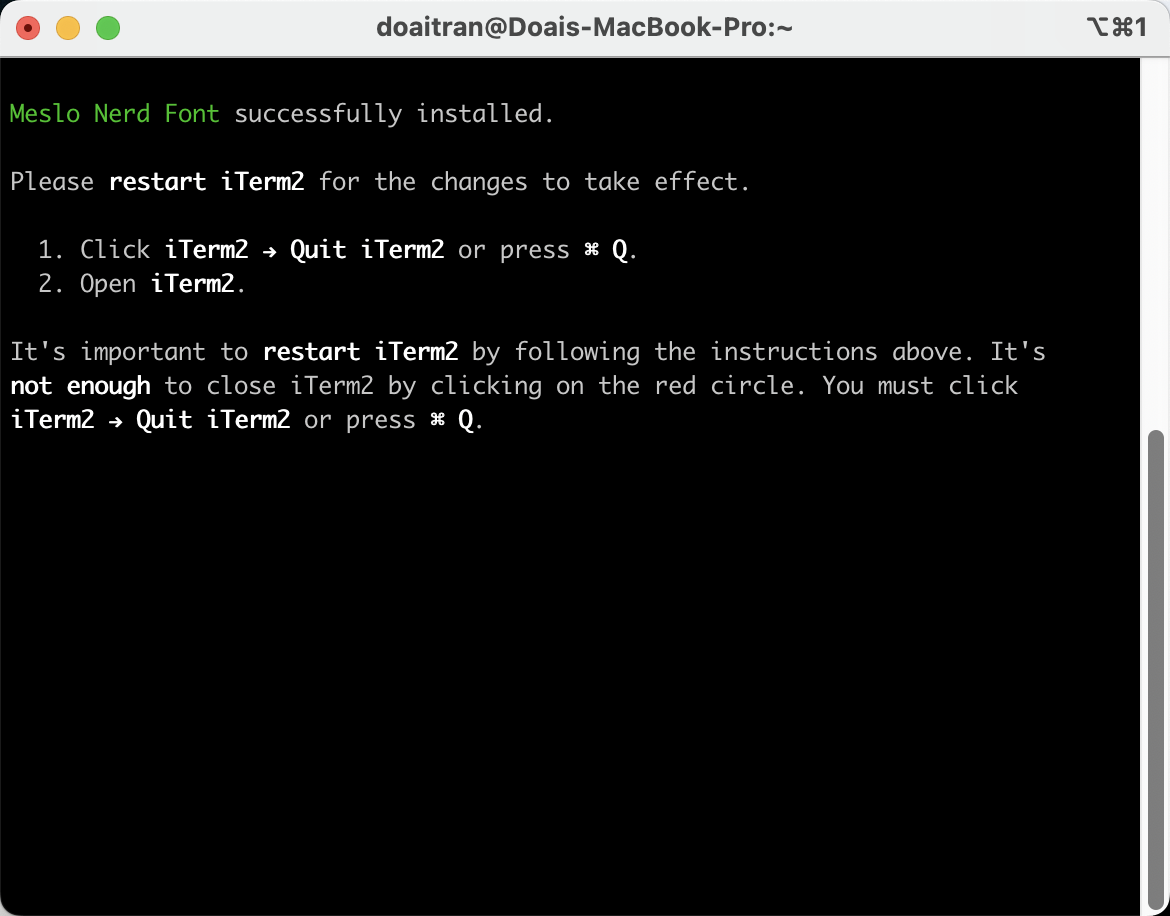 doaitran@Doais-MacBook-Pro:~ ⌥⌘1
Meslo Nerd Font successfully installed.
Please restart iTerm2 for the changes to take effect.
1. Click iTerm2 → Quit iTerm2 or press ⌘ Q.
2. Open iTerm2.
It's important to restart iTerm2 by following the instructions above. It's
not enough to close iTerm2 by clicking on the red circle. You must click
iTerm2 → Quit iTerm2 or press ⌘ Q.